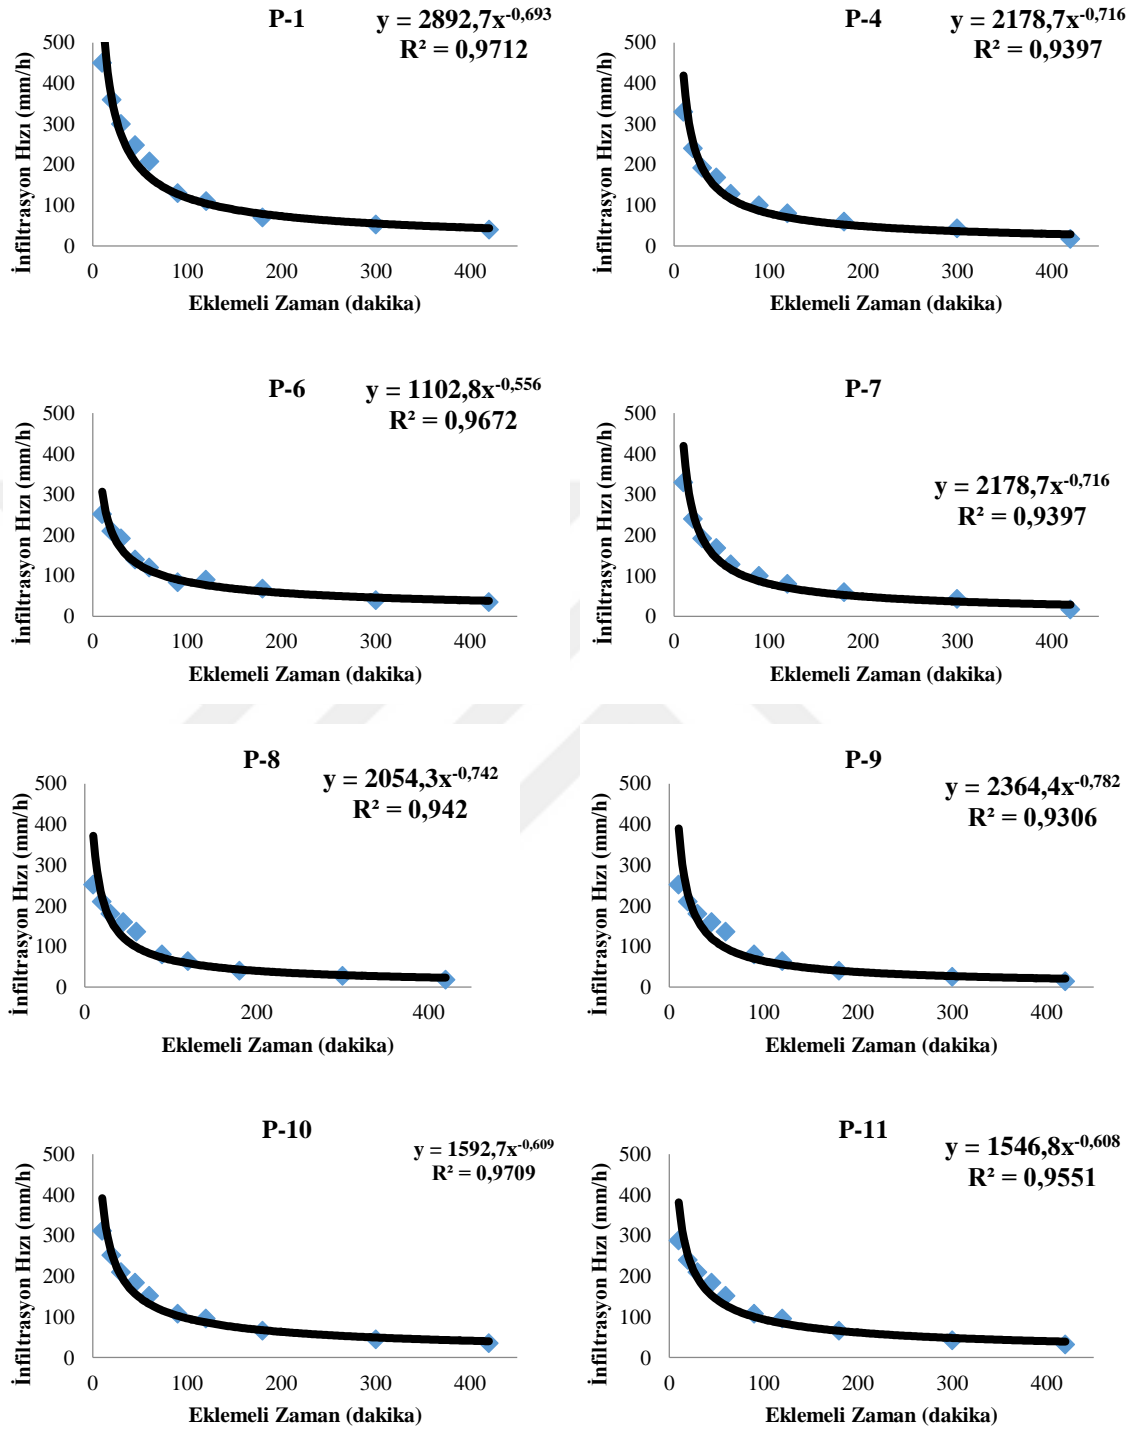 P-1
y = 2892,7x^-0,693
R² = 0,9712
500
400
300
200
100
0
0 100 200 300 400
İnfiltrasyon Hızı (mm/h)
Eklemeli Zaman (dakika)
P-4
y = 2178,7x^-0,716
R² = 0,9397
500
400
300
200
100
0
0 100 200 300 400
İnfiltrasyon Hızı (mm/h)
Eklemeli Zaman (dakika)
P-6
y = 1102,8x^-0,556
R² = 0,9672
500
400
300
200
100
0
0 100 200 300 400
İnfiltrasyon Hızı (mm/h)
Eklemeli Zaman (dakika)
P-7
y = 2178,7x^-0,716
R² = 0,9397
500
400
300
200
100
0
0 100 200 300 400
İnfiltrasyon Hızı (mm/h)
Eklemeli Zaman (dakika)
P-8
y = 2054,3x^-0,742
R² = 0,942
500
400
300
200
100
0
0 200 400
İnfiltrasyon Hızı (mm/h)
Eklemeli Zaman (dakika)
P-9
y = 2364,4x^-0,782
R² = 0,9306
500
400
300
200
100
0
0 100 200 300 400
İnfiltrasyon Hızı (mm/h)
Eklemeli Zaman (dakika)
P-10
y = 1592,7x^-0,609
R² = 0,9709
500
400
300
200
100
0
0 100 200 300 400
İnfiltrasyon Hızı (mm/h)
Eklemeli Zaman (dakika)
P-11
y = 1546,8x^-0,608
R² = 0,9551
500
400
300
200
100
0
0 100 200 300 400
İnfiltrasyon Hızı (mm/h)
Eklemeli Zaman (dakika)